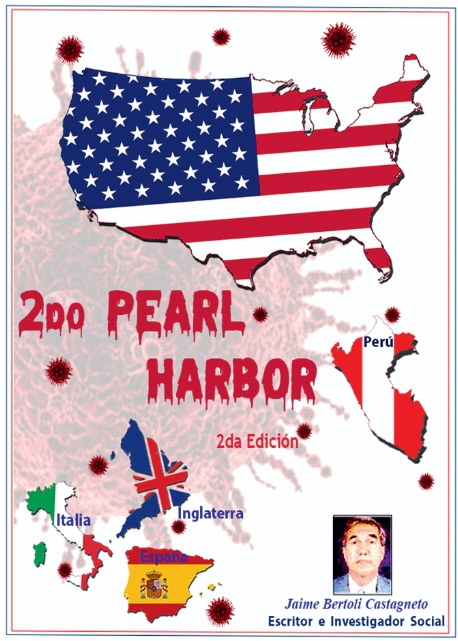 2DO PEARL
HARBOR
Perú
2da Edición
Inglaterra
Italia
España
Jaime Bertoli Castagneto
Escritor e Investigador Social